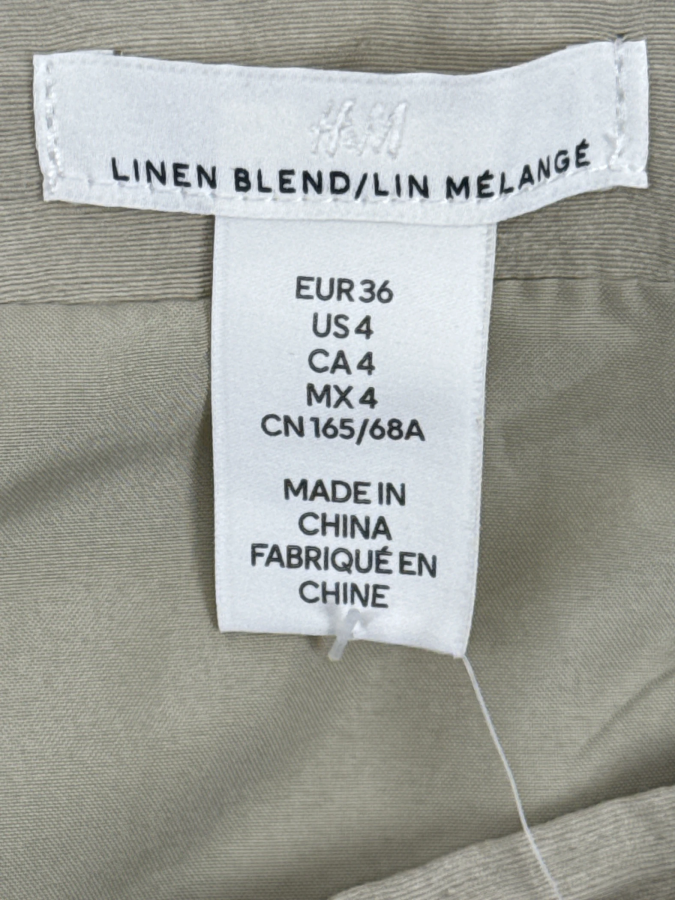 H&M
LINEN BLEND/LIN MÉLANGÉ
EUR 36
US 4
CA 4
MX 4
CN 165/68A
MADE IN
CHINA
FABRIQUÉ EN
CHINE